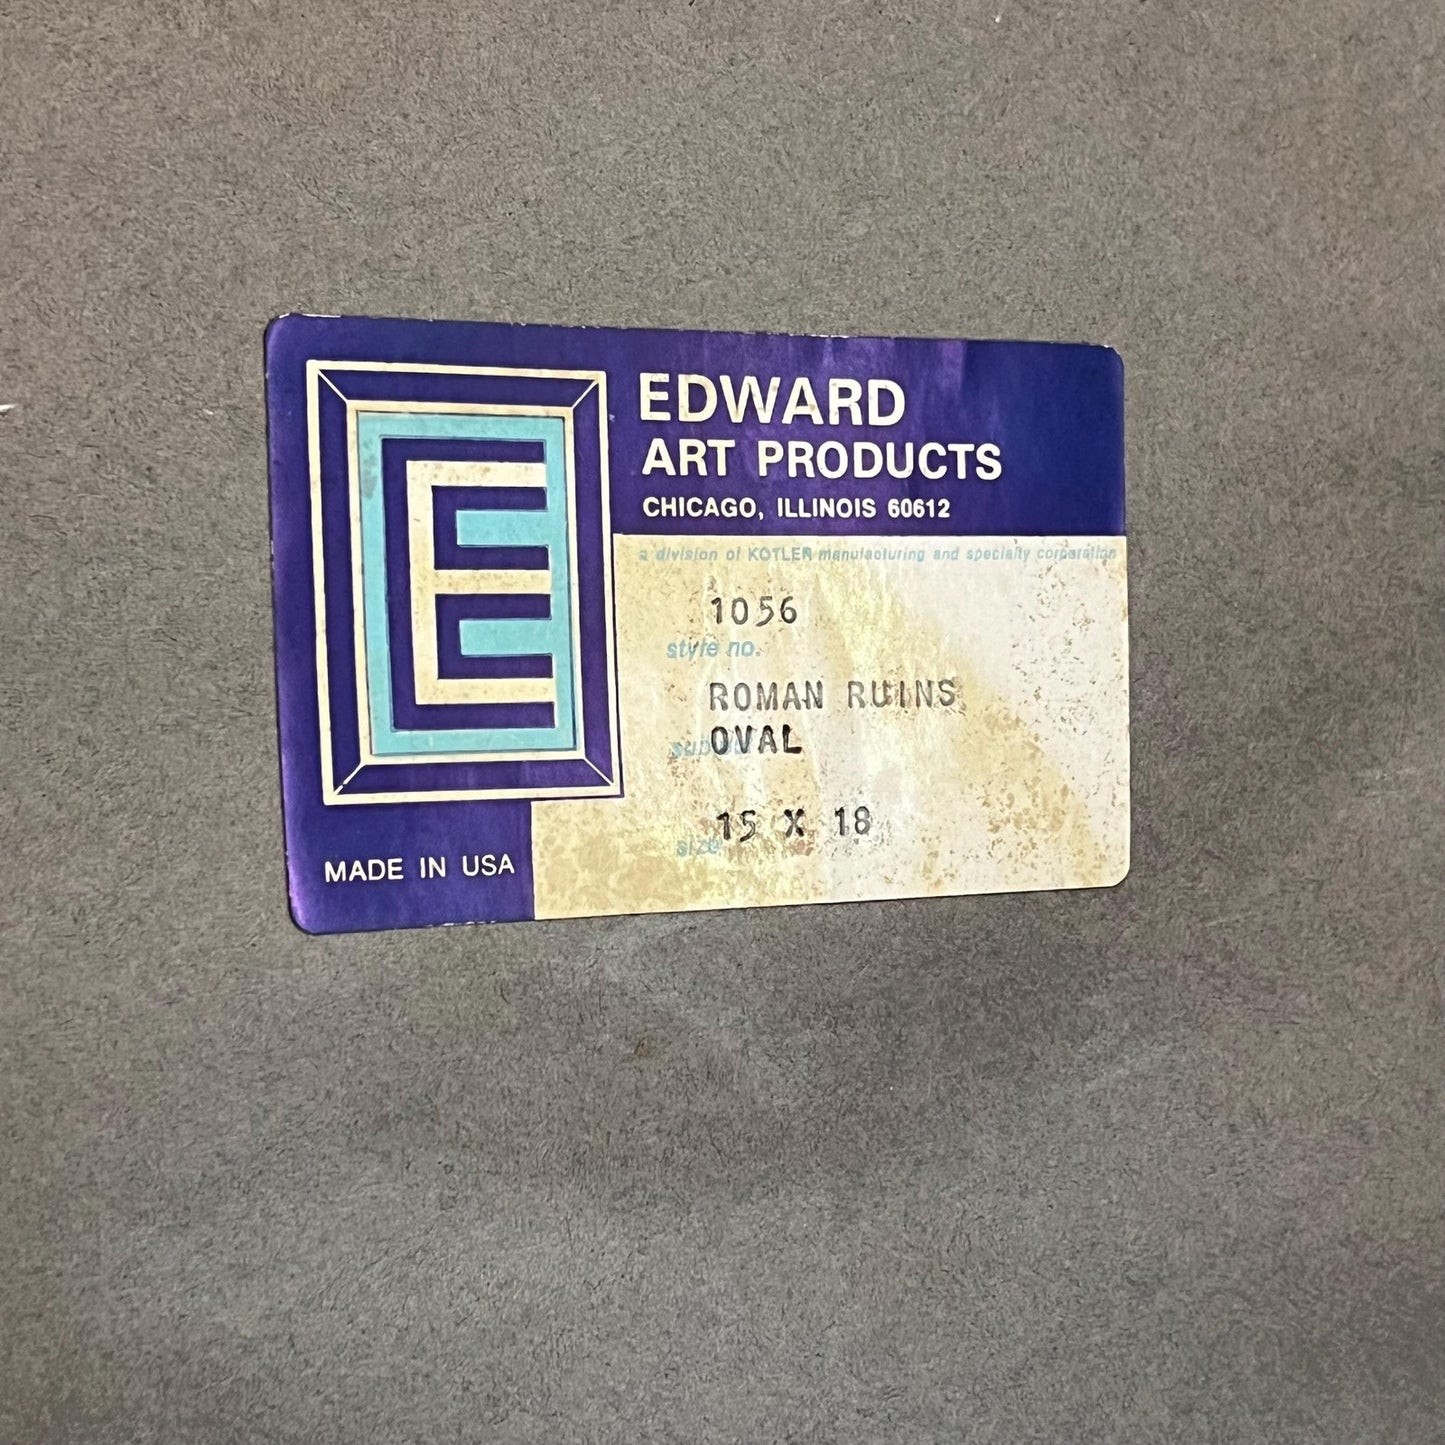 E
EDWARD
ART PRODUCTS
CHICAGO, ILLINOIS 60612
a division of KOTLER manufacturing and specialty corporation
1056
style no.
ROMAN RUINS
OVAL
15 X 18
size
MADE IN USA